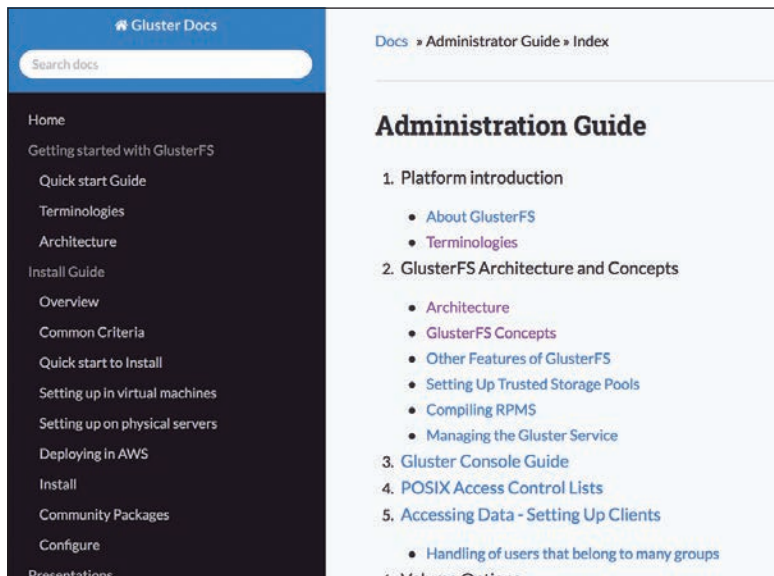 Gluster Docs
Search docs
Home
Getting started with GlusterFS
Quick start Guide
Terminologies
Architecture
Install Guide
Overview
Common Criteria
Quick start to Install
Setting up in virtual machines
Setting up on physical servers
Deploying in AWS
Install
Community Packages
Configure
Presentations
Docs » Administrator Guide » Index
Administration Guide
1. Platform introduction
• About GlusterFS
• Terminologies
2. GlusterFS Architecture and Concepts
• Architecture
• GlusterFS Concepts
• Other Features of GlusterFS
• Setting Up Trusted Storage Pools
• Compiling RPMS
• Managing the Gluster Service
3. Gluster Console Guide
4. POSIX Access Control Lists
5. Accessing Data - Setting Up Clients
• Handling of users that belong to many groups